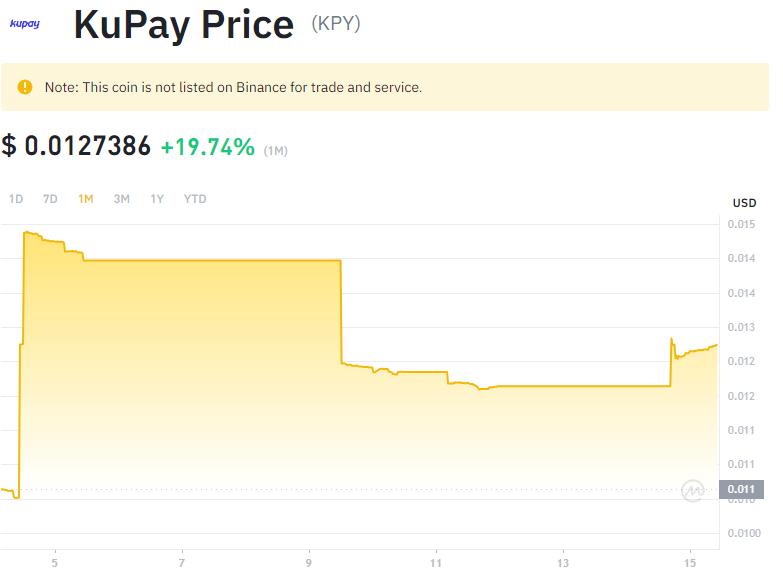 kupay
KuPay Price (KPY)
Note: This coin is not listed on Binance for trade and service.
$ 0.0127386 +19.74% (1M)
1D 7D 1M 3M 1Y YTD
USD
0.015
0.014
0.014
0.013
0.012
0.012
0.011
0.011
0.011
0.010
0.0100
5 7 9 11 13 15